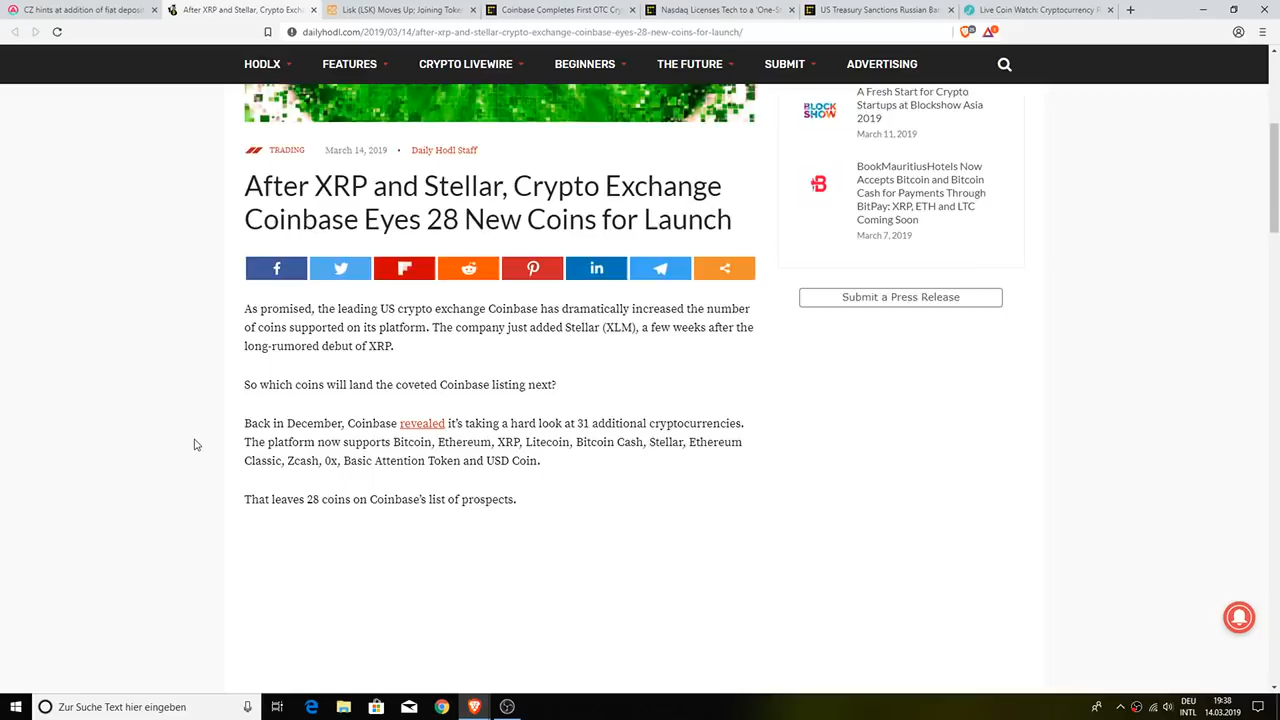 CZ hints at addition of fiat deposit
After XRP and Stellar, Crypto Exch
Lisk (LSK) Moves Up; Joining Toke
Coinbase Completes First OTC Cry
Nasdaq Licenses Tech to a 'One-S
US Treasury Sanctions Russian Ban
Live Coin Watch: Cryptocurrency P
dailyhodl.com/2019/03/14/after-xrp-and-stellar-crypto-exchange-coinbase-eyes-28-new-coins-for-launch/
HODLX FEATURES CRYPTO LIVEWIRE BEGINNERS THE FUTURE SUBMIT ADVERTISING
TRADING March 14, 2019 • Daily Hodl Staff
After XRP and Stellar, Crypto Exchange
Coinbase Eyes 28 New Coins for Launch
As promised, the leading US crypto exchange Coinbase has dramatically increased the number
of coins supported on its platform. The company just added Stellar (XLM), a few weeks after the
long-rumored debut of XRP.
So which coins will land the coveted Coinbase listing next?
Back in December, Coinbase revealed it's taking a hard look at 31 additional cryptocurrencies.
The platform now supports Bitcoin, Ethereum, XRP, Litecoin, Bitcoin Cash, Stellar, Ethereum
Classic, Zcash, 0x, Basic Attention Token and USD Coin.
That leaves 28 coins on Coinbase's list of prospects.
BLOCK
SHOW
A Fresh Start for Crypto
Startups at Blockshow Asia
2019
March 11, 2019
BookMauritiusHotels Now
Accepts Bitcoin and Bitcoin
Cash for Payments Through
BitPay: XRP, ETH and LTC
Coming Soon
March 7, 2019
Submit a Press Release
Zur Suche Text hier eingeben
DEU
INTL
19:38
14.03.2019